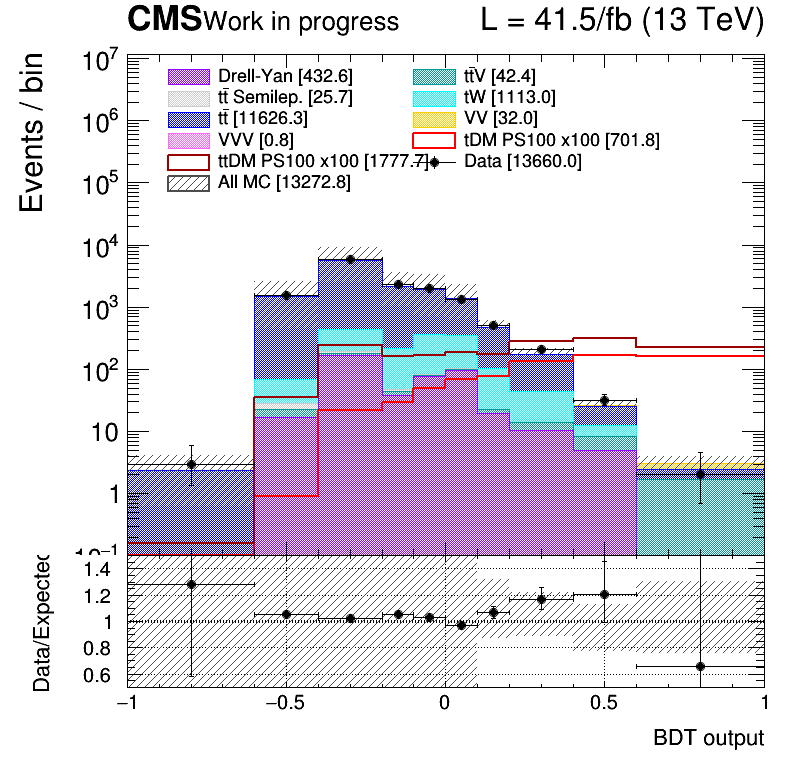 CMS Work in progress L = 41.5/fb (13 TeV)
Events / bin
10⁷
10⁶
10⁵
10⁴
10³
10²
10
1
10⁻¹
Drell-Yan [432.6] tt̄V [42.4]
tt̄ Semilep. [25.7] tW [1113.0]
tt̄ [11626.3] VV [32.0]
VVV [0.8] tDM PS100 x100 [701.8]
ttDM PS100 x100 [1777.7] Data [13660.0]
All MC [13272.8]
Data/Expected
1.4
1.2
1
0.8
0.6
−1 −0.5 0 0.5 1
BDT output